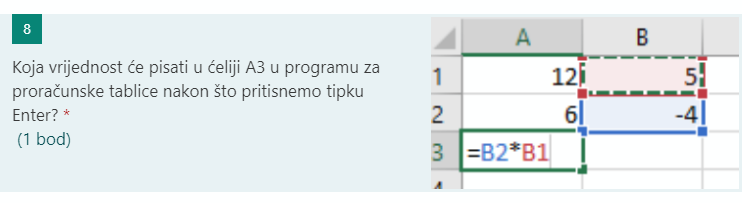 8
Koja vrijednost će pisati u ćeliji A3 u programu za
proračunske tablice nakon što pritisnemo tipku
Enter? *
(1 bod)
A B
1 12 5
2 6 -4
3 =B2*B1
4